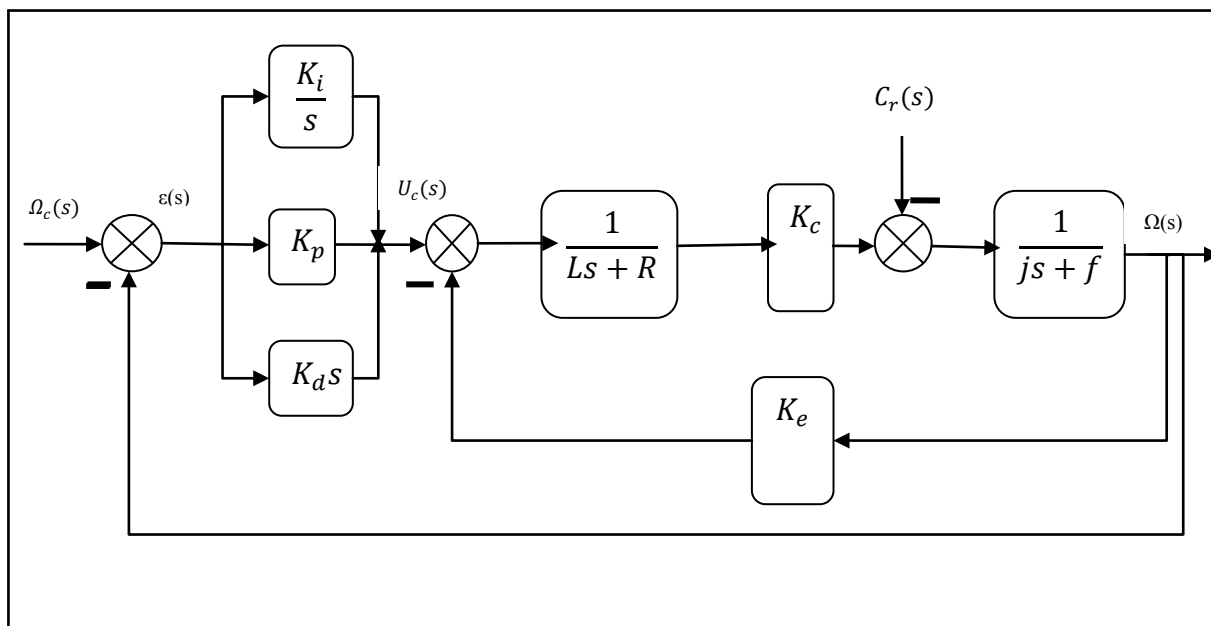 K_i
s
C_r(s)
Ω_c(s)
ε(s)
U_c(s)
K_p
1
Ls + R
K_c
1
js + f
Ω(s)
K_d s
K_e